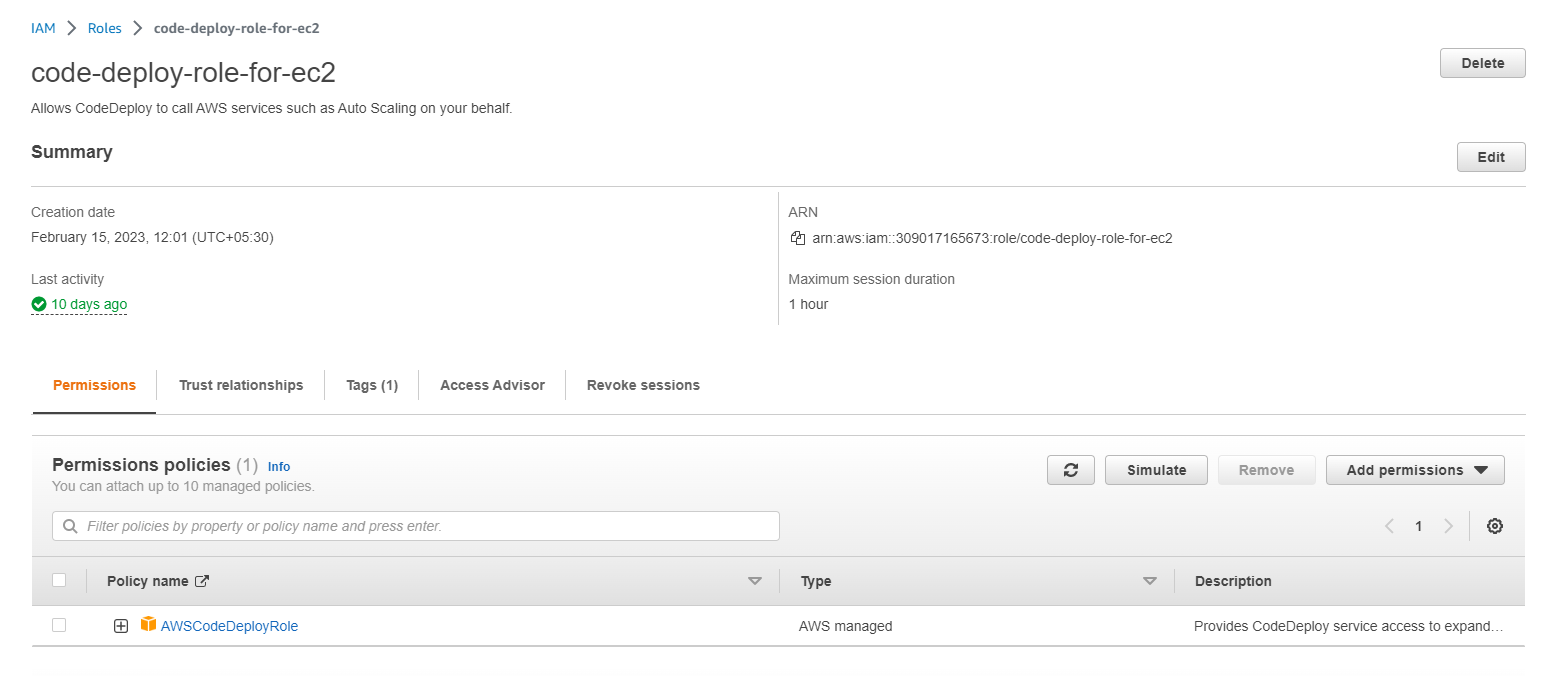 IAM > Roles > code-deploy-role-for-ec2
code-deploy-role-for-ec2
Delete
Allows CodeDeploy to call AWS services such as Auto Scaling on your behalf.
Summary
Edit
Creation date
February 15, 2023, 12:01 (UTC+05:30)
ARN
arn:aws:iam::309017165673:role/code-deploy-role-for-ec2
Last activity
10 days ago
Maximum session duration
1 hour
Permissions
Trust relationships
Tags (1)
Access Advisor
Revoke sessions
Permissions policies (1) Info
You can attach up to 10 managed policies.
Simulate
Remove
Add permissions
Filter policies by property or policy name and press enter.
1
Policy name
Type
Description
AWSCodeDeployRole
AWS managed
Provides CodeDeploy service access to expand…